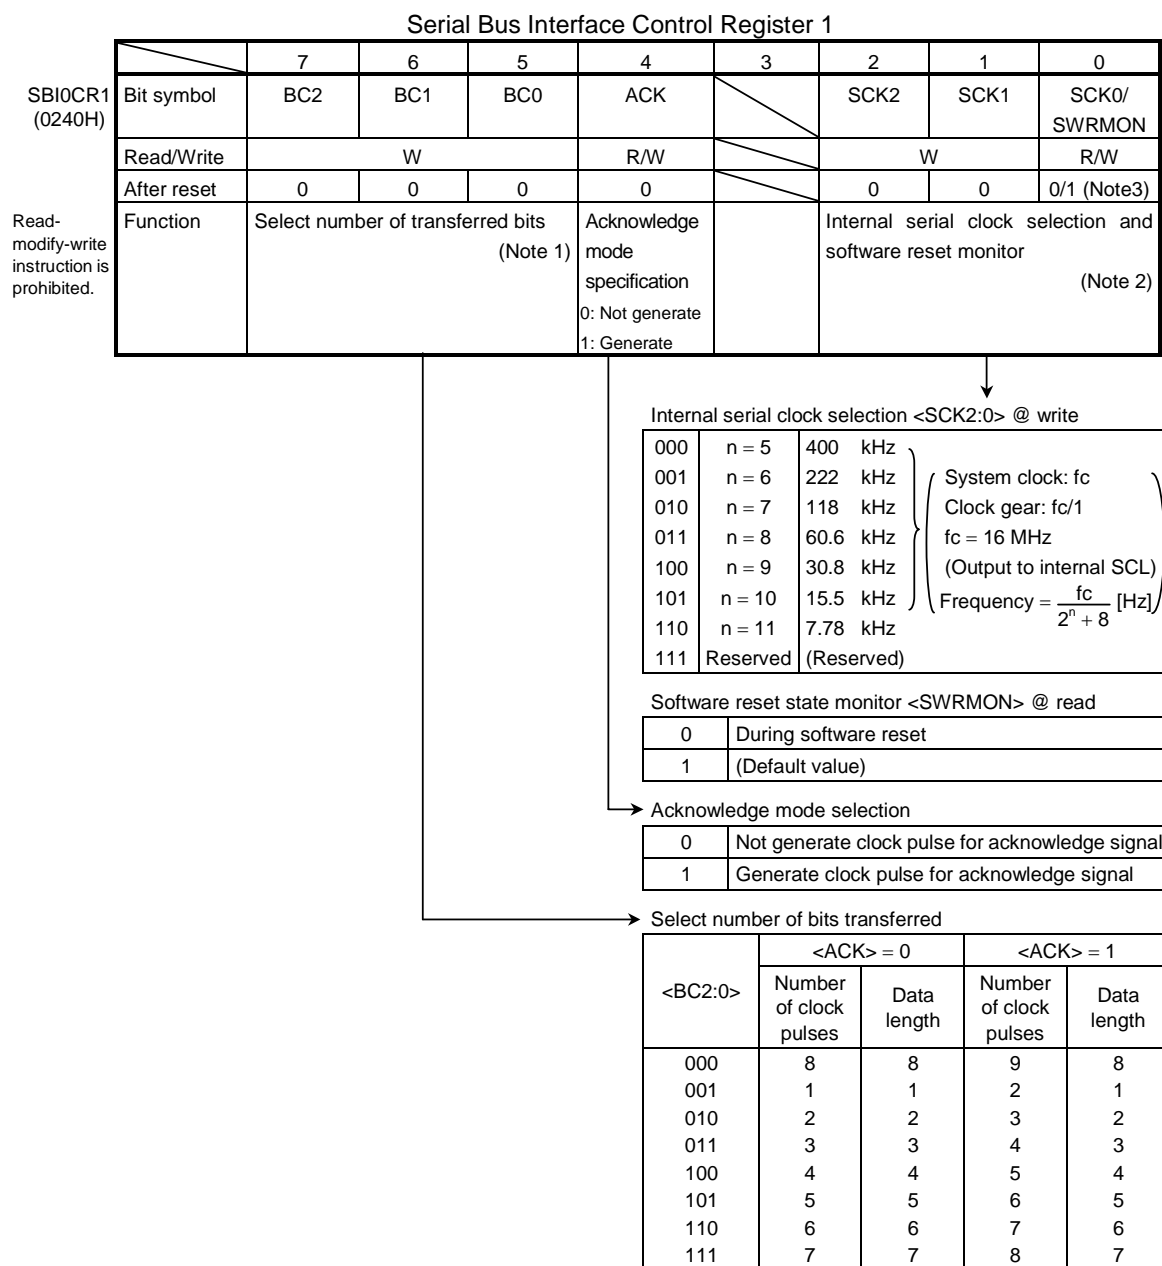 Serial Bus Interface Control Register 1
7 6 5 4 3 2 1 0
SBI0CR1
(0240H)
Bit symbol BC2 BC1 BC0 ACK SCK2 SCK1 SCK0/
SWRMON
Read/Write W R/W W R/W
After reset 0 0 0 0 0 0 0/1 (Note3)
Read-
modify-write
instruction is
prohibited.
Function
Select number of transferred bits
(Note 1)
Acknowledge
mode
specification
0: Not generate
1: Generate
Internal serial clock selection and
software reset monitor
(Note 2)
Internal serial clock selection <SCK2:0> @ write
000 n = 5 400 kHz
001 n = 6 222 kHz
010 n = 7 118 kHz
011 n = 8 60.6 kHz
100 n = 9 30.8 kHz
101 n = 10 15.5 kHz
110 n = 11 7.78 kHz
111 Reserved (Reserved)
System clock: fc
Clock gear: fc/1
fc = 16 MHz
(Output to internal SCL)
Frequency = fc / 2^n + 8 [Hz]
Software reset state monitor <SWRMON> @ read
0 During software reset
1 (Default value)
Acknowledge mode selection
0 Not generate clock pulse for acknowledge signal
1 Generate clock pulse for acknowledge signal
Select number of bits transferred
<BC2:0>
<ACK> = 0 <ACK> = 1
Number
of clock
pulses
Data
length
Number
of clock
pulses
Data
length
000 8 8 9 8
001 1 1 2 1
010 2 2 3 2
011 3 3 4 3
100 4 4 5 4
101 5 5 6 5
110 6 6 7 6
111 7 7 8 7